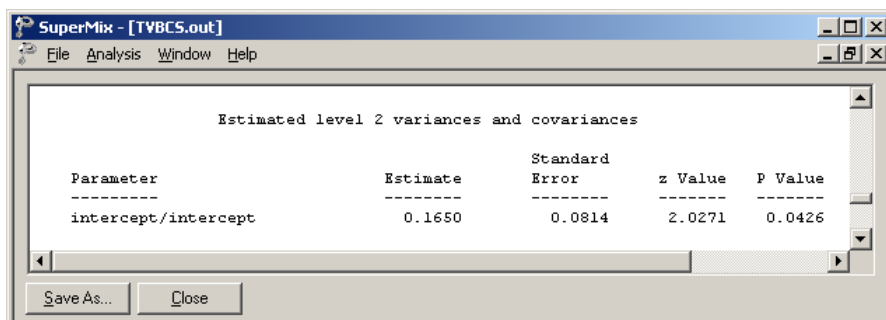 SuperMix - [TVBCS.out]
File Analysis Window Help
Estimated level 2 variances and covariances
Standard
Parameter Estimate Error z Value P Value
--------- -------- -------- ------- -------
intercept/intercept 0.1650 0.0814 2.0271 0.0426
Save As... Close